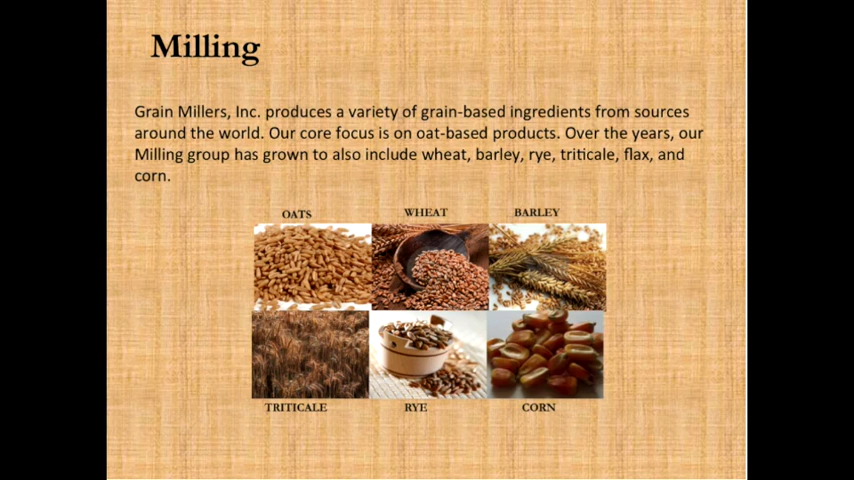 Milling
Grain Millers, Inc. produces a variety of grain-based ingredients from sources
around the world. Our core focus is on oat-based products. Over the years, our
Milling group has grown to also include wheat, barley, rye, triticale, flax, and
corn.
OATS WHEAT BARLEY
TRITICALE RYE CORN